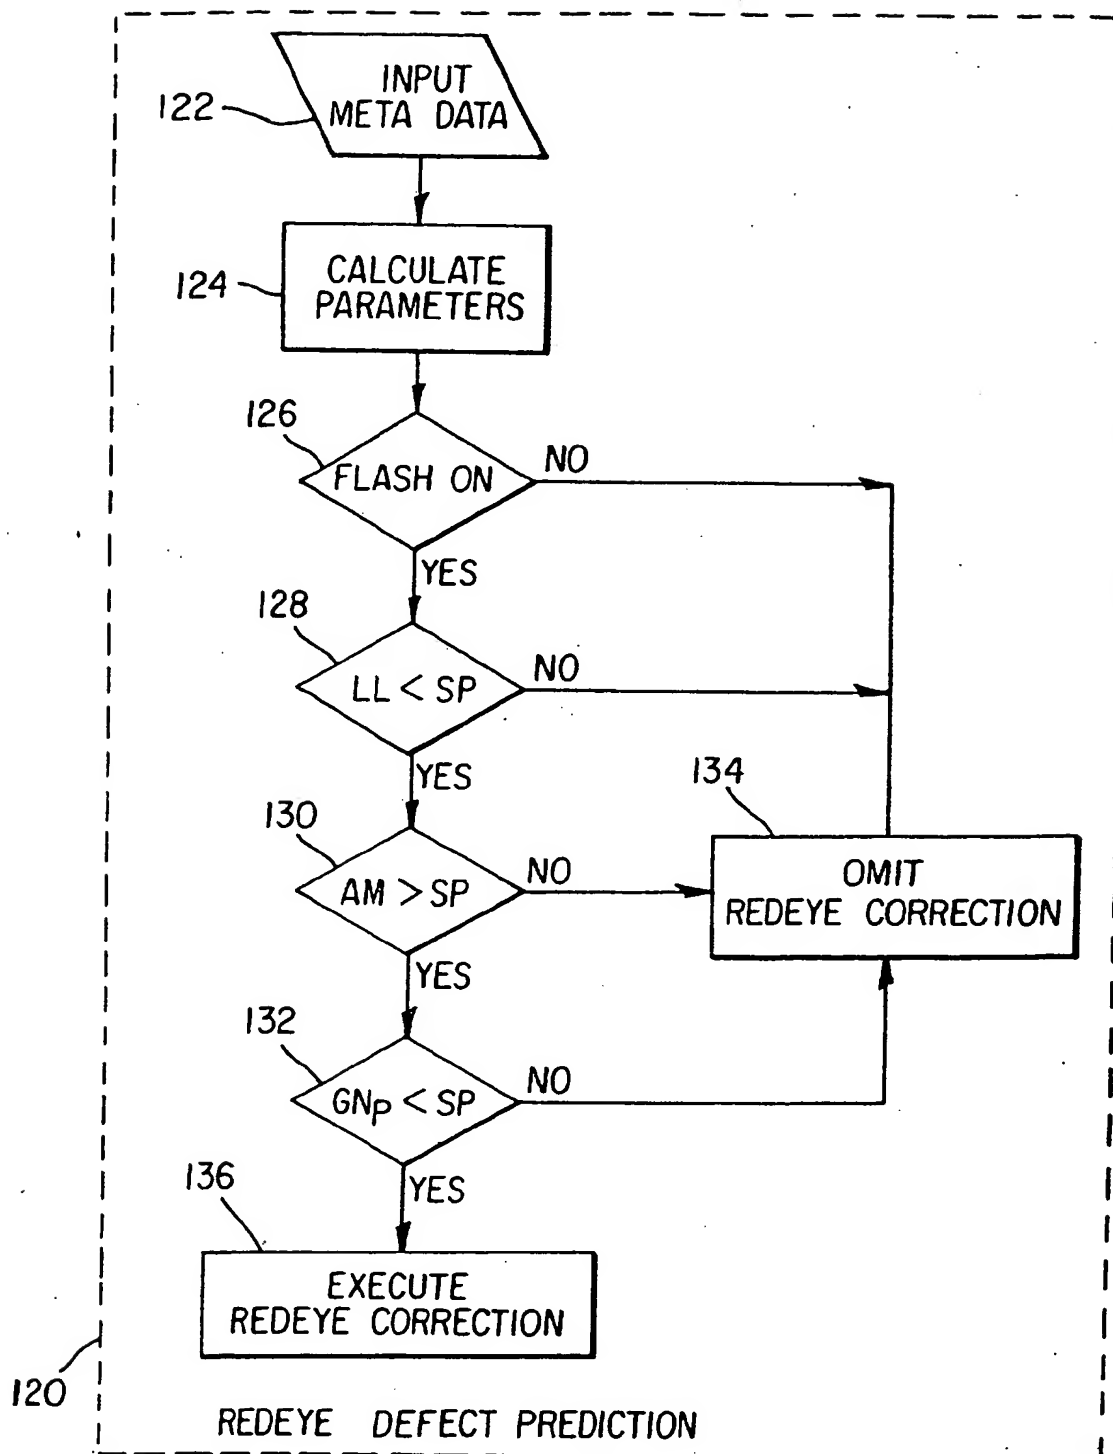 INPUT
META DATA
122
CALCULATE
PARAMETERS
124
126
FLASH ON
NO
YES
128
LL < SP
NO
YES
134
130
AM > SP
NO
OMIT
REDEYE CORRECTION
YES
132
GNP < SP
NO
YES
136
EXECUTE
REDEYE CORRECTION
120
REDEYE DEFECT PREDICTION